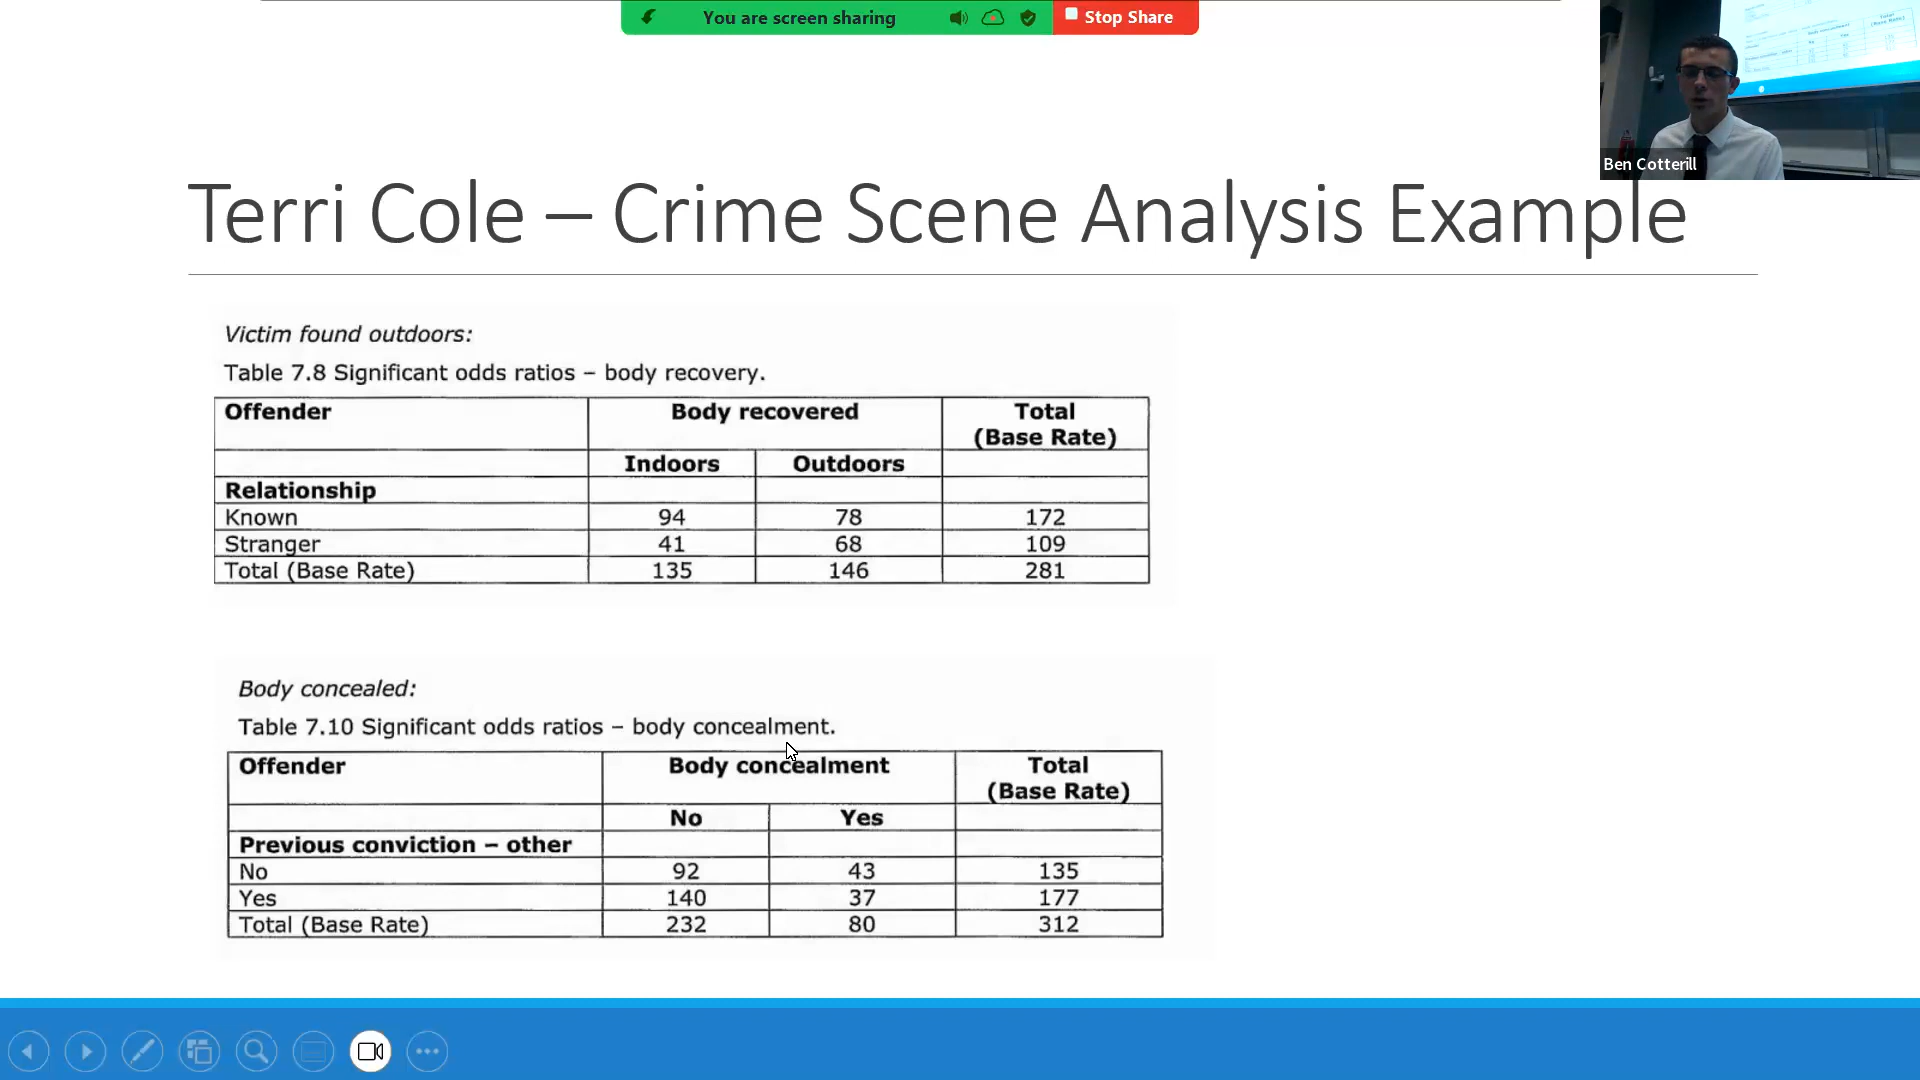 You are screen sharing
Stop Share
Ben Cotterill
Terri Cole – Crime Scene Analysis Example
Victim found outdoors:
Table 7.8 Significant odds ratios – body recovery.
Offender Body recovered Total
(Base Rate)
Indoors Outdoors
Relationship
Known 94 78 172
Stranger 41 68 109
Total (Base Rate) 135 146 281
Body concealed:
Table 7.10 Significant odds ratios – body concealment.
Offender Body concealment Total
(Base Rate)
No Yes
Previous conviction – other
No 92 43 135
Yes 140 37 177
Total (Base Rate) 232 80 312